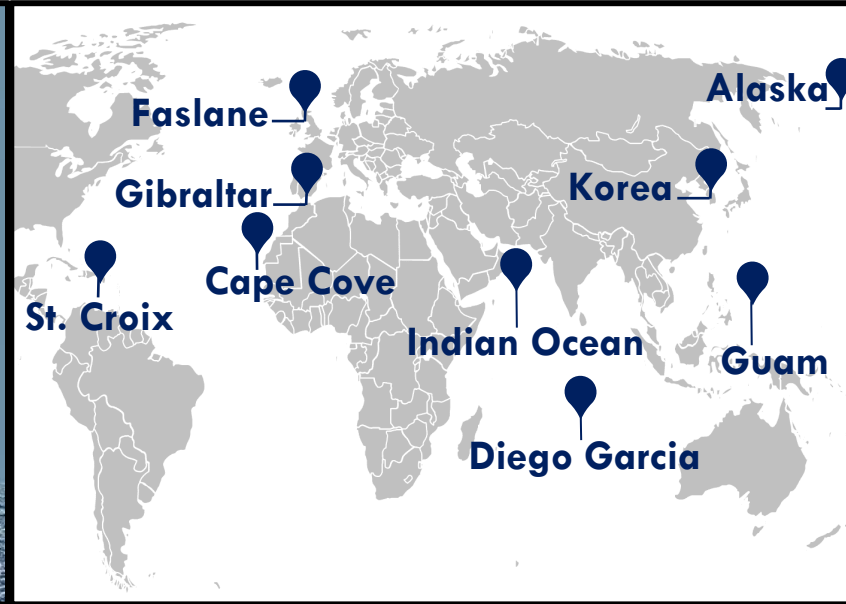 Alaska
Faslane
Korea
Gibraltar
Cape Cove
St. Croix
Indian Ocean
Guam
Diego Garcia